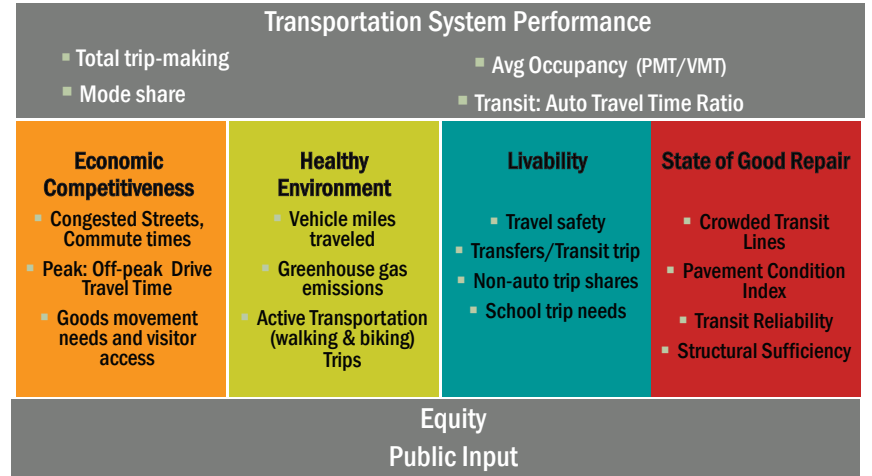 Transportation System Performance
▪ Total trip-making
▪ Mode share
▪ Avg Occupancy (PMT/VMT)
▪ Transit: Auto Travel Time Ratio
Economic
Competitiveness
▪ Congested Streets,
Commute times
▪ Peak: Off-peak Drive
Travel Time
▪ Goods movement
needs and visitor
access
Healthy
Environment
▪ Vehicle miles
traveled
▪ Greenhouse gas
emissions
▪ Active Transportation
(walking & biking)
Trips
Livability
▪ Travel safety
▪ Transfers/Transit trip
▪ Non-auto trip shares
▪ School trip needs
State of Good Repair
▪ Crowded Transit
Lines
▪ Pavement Condition
Index
▪ Transit Reliability
▪ Structural Sufficiency
Equity
Public Input